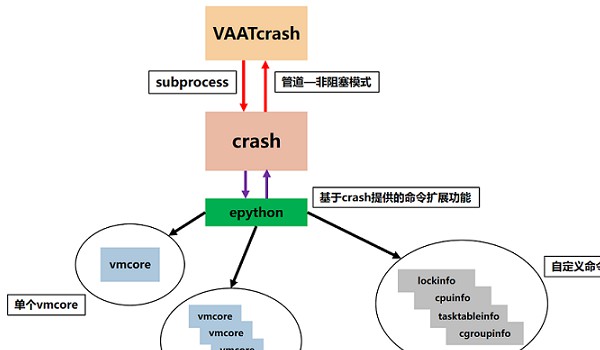 VAATcrash
subprocess
管道—非阻塞模式
crash
基于crash提供的命令扩展功能
epython
vmcore
单个vmcore
自定义命令
lockinfo
cpuinfo
tasktableinfo
cgroupinfo
vmcore
vmcore
vmcore